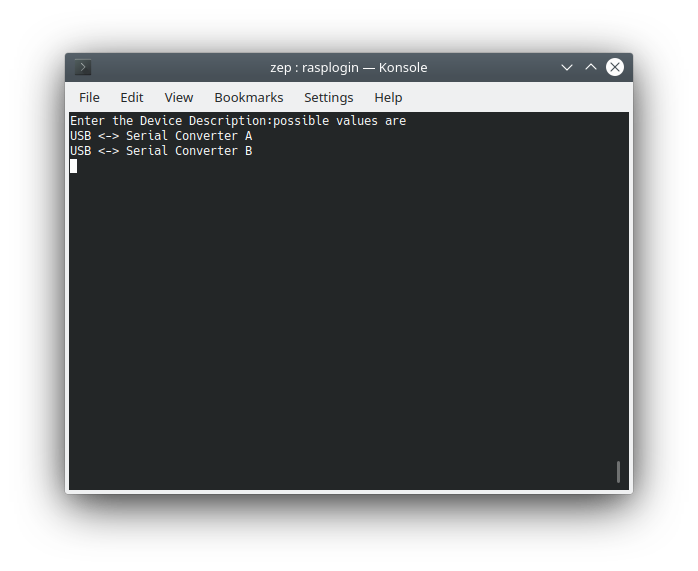 zep : rasplogin — Konsole
File Edit View Bookmarks Settings Help
Enter the Device Description:possible values are
USB <-> Serial Converter A
USB <-> Serial Converter B